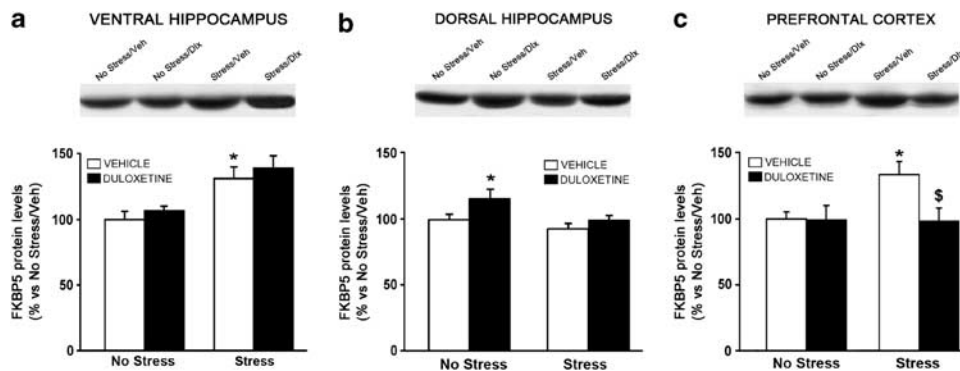 a
VENTRAL HIPPOCAMPUS
No Stress/Veh
No Stress/Dlx
Stress/Veh
Stress/Dlx
FKBP5 protein levels
(% vs No Stress/Veh)
150
100
50
0
VEHICLE
DULOXETINE
*
No Stress
Stress
b
DORSAL HIPPOCAMPUS
No Stress/Veh
No Stress/Dlx
Stress/Veh
Stress/Dlx
FKBP5 protein levels
(% vs No Stress/Veh)
150
100
50
0
VEHICLE
DULOXETINE
*
No Stress
Stress
c
PREFRONTAL CORTEX
No Stress/Veh
No Stress/Dlx
Stress/Veh
Stress/Dlx
FKBP5 protein levels
(% vs No Stress/Veh)
150
100
50
0
VEHICLE
DULOXETINE
*
$
No Stress
Stress